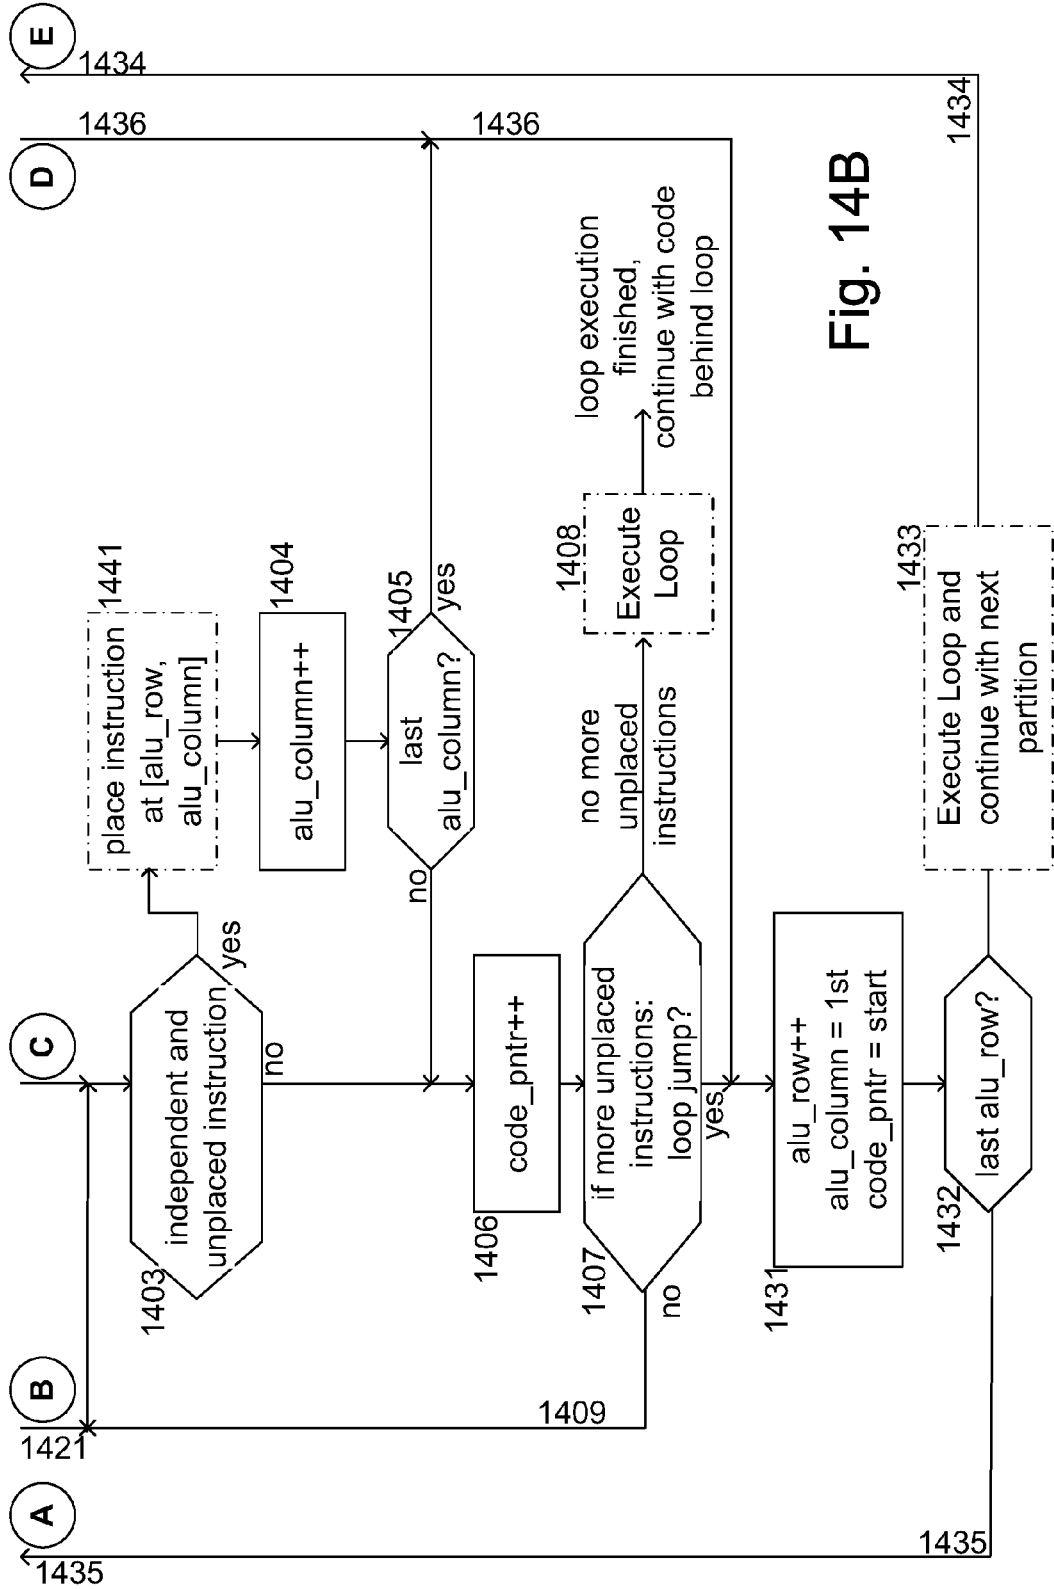 A
B
C
D
E
1435
1421
1436
1434
1403
independent and
unplaced instruction
yes
no
1441
place instruction
at [alu_row,
alu_column]
1404
alu_column++
1405
last
alu_column?
no
yes
1436
1406
code_pntr++
1409
1407
if more unplaced
instructions:
loop jump?
no
yes
no more
unplaced
instructions
1408
Execute
Loop
loop execution
finished,
continue with code
behind loop
1431
alu_row++
alu_column = 1st
code_pntr = start
1432
last alu_row?
1435
1433
Execute Loop and
continue with next
partition
1434
Fig. 14B